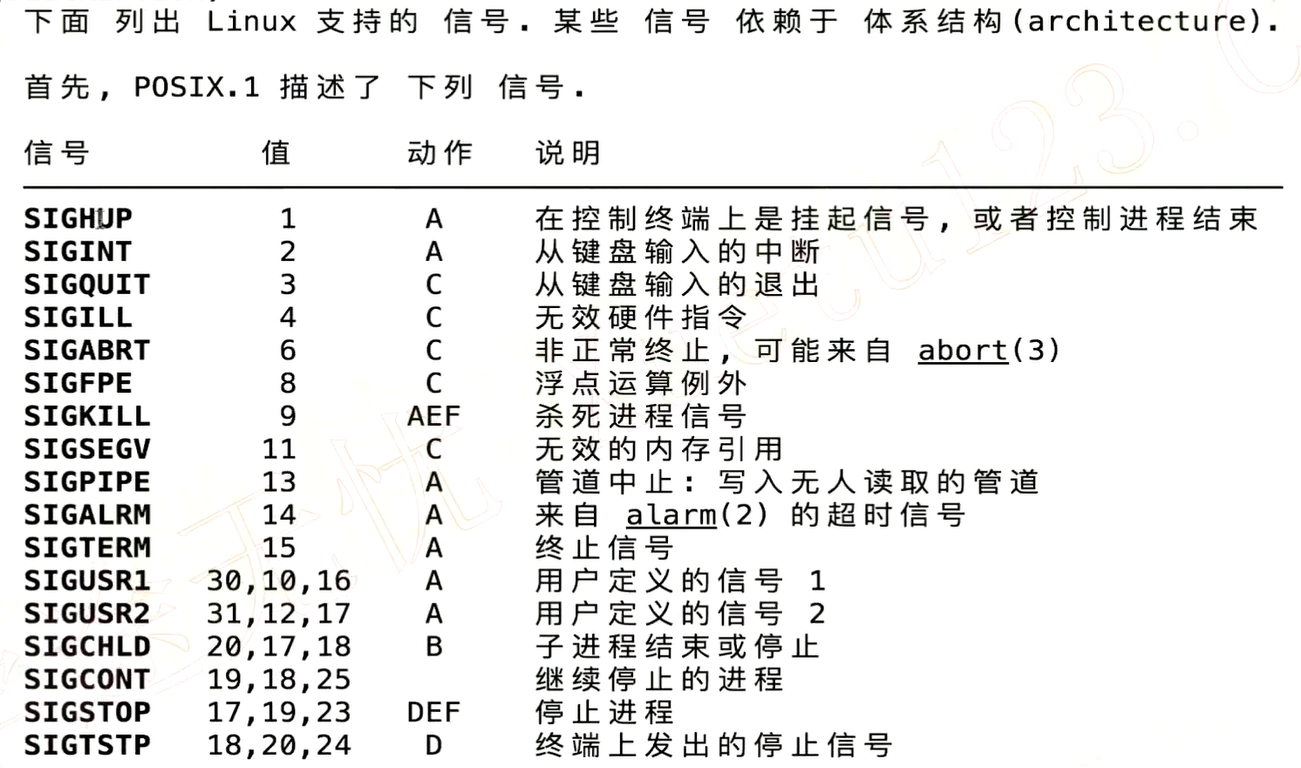 下面 列出 Linux 支持的 信号. 某些 信号 依赖于 体系结构(architecture).
首先, POSIX.1 描述了 下列 信号.
信号 值 动作 说明
SIGHUP 1 A 在控制终端上是挂起信号, 或者控制进程结束
SIGINT 2 A 从键盘输入的中断
SIGQUIT 3 C 从键盘输入的退出
SIGILL 4 C 无效硬件指令
SIGABRT 6 C 非正常终止, 可能来自 abort(3)
SIGFPE 8 C 浮点运算例外
SIGKILL 9 AEF 杀死进程信号
SIGSEGV 11 C 无效的内存引用
SIGPIPE 13 A 管道中止: 写入无人读取的管道
SIGALRM 14 A 来自 alarm(2) 的超时信号
SIGTERM 15 A 终止信号
SIGUSR1 30,10,16 A 用户定义的信号 1
SIGUSR2 31,12,17 A 用户定义的信号 2
SIGCHLD 20,17,18 B 子进程结束或停止
SIGCONT 19,18,25 继续停止的进程
SIGSTOP 17,19,23 DEF 停止进程
SIGTSTP 18,20,24 D 终端上发出的停止信号